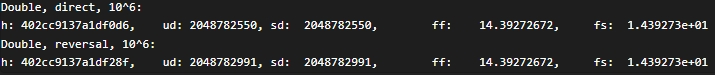 Double, direct, 10^6:
h: 402cc9137a1df0d6,    ud: 2048782550, sd:  2048782550,       ff:    14.39272672,     fs:  1.439273e+01
Double, reversal, 10^6:
h: 402cc9137a1df28f,    ud: 2048782991, sd:  2048782991,       ff:    14.39272672,     fs:  1.439273e+01